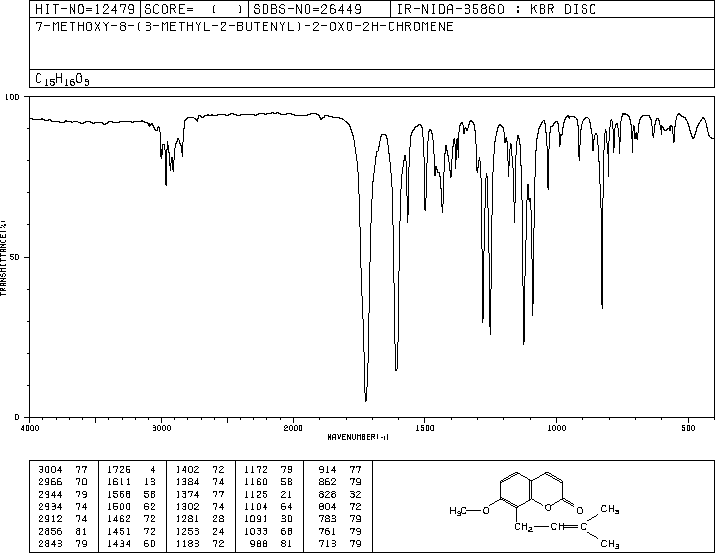 HIT-NO=12479 SCORE= ( ) SDBS-NO=26449 IR-NIDA-35860 : KBR DISC
7-METHOXY-8-(3-METHYL-2-BUTENYL)-2-OXO-2H-CHROMENE
C15H16O3
100
50
0
TRANSMITTANCE(%)
4000 3000 2000 1500 1000 500
WAVENUMBER(-1)
3004 77 1726 4 1402 72 1172 79 914 77
2966 70 1611 13 1384 74 1160 58 862 79
2944 79 1568 58 1374 77 1125 21 826 32
2934 74 1500 62 1302 74 1104 64 804 72
2912 74 1462 72 1281 28 1091 30 783 79
2856 81 1451 72 1253 24 1033 68 761 79
2843 79 1434 60 1183 72 988 81 713 79
H3C O O O
CH2 CH CH3
CH3